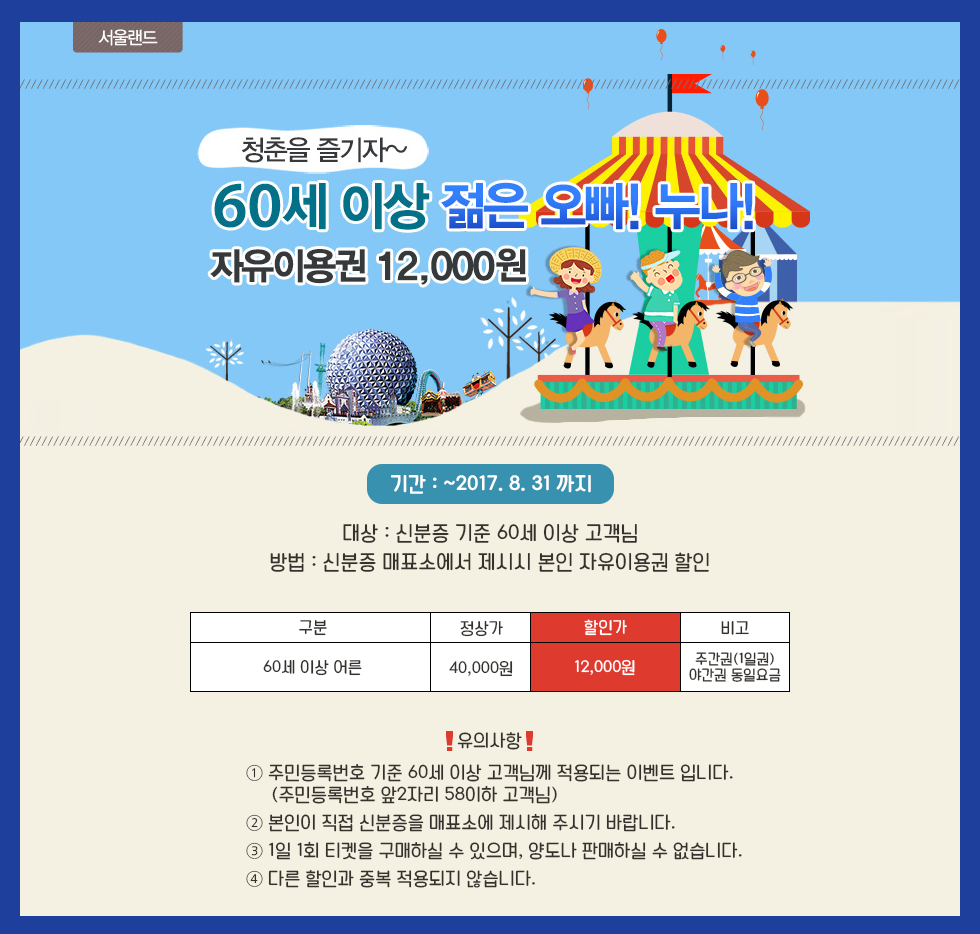 서울랜드
청춘을 즐기자~
60세 이상 젊은 오빠! 누나!
자유이용권 12,000원
기간 : ~2017. 8. 31 까지
대상 : 신분증 기준 60세 이상 고객님
방법 : 신분증 매표소에서 제시시 본인 자유이용권 할인
구분 정상가 할인가 비고
60세 이상 어른 40,000원 12,000원 주간권(1일권)
야간권 동일요금
❗유의사항❗
① 주민등록번호 기준 60세 이상 고객님께 적용되는 이벤트 입니다.
(주민등록번호 앞2자리 58이하 고객님)
② 본인이 직접 신분증을 매표소에 제시해 주시기 바랍니다.
③ 1일 1회 티켓을 구매하실 수 있으며, 양도나 판매하실 수 없습니다.
④ 다른 할인과 중복 적용되지 않습니다.